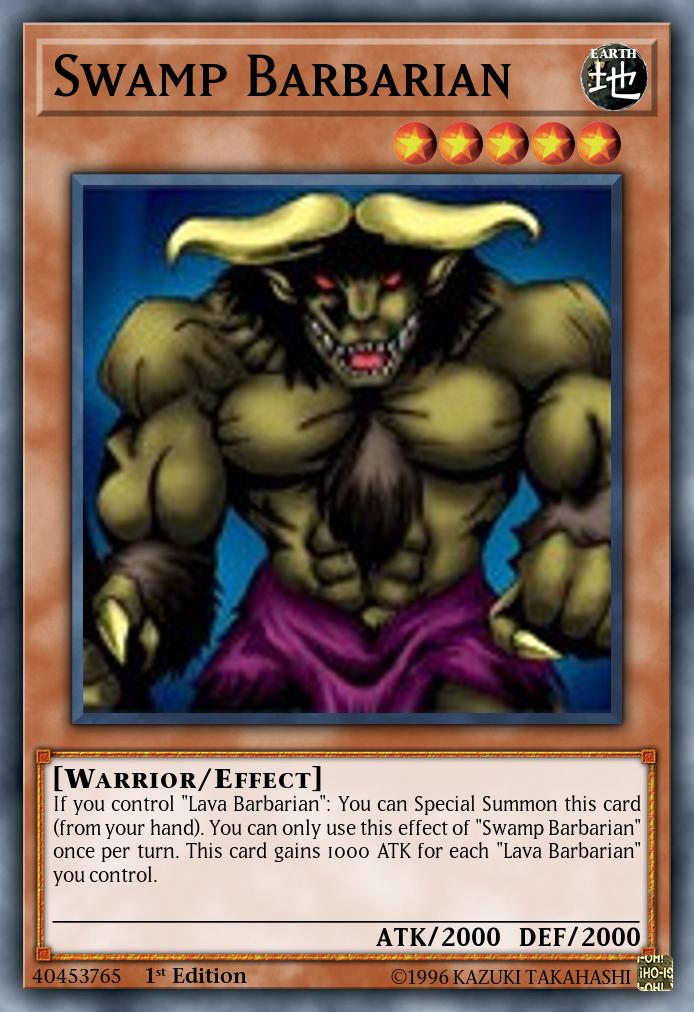 Swamp Barbarian
EARTH
地
[Warrior/Effect]
If you control "Lava Barbarian": You can Special Summon this card
(from your hand). You can only use this effect of "Swamp Barbarian"
once per turn. This card gains 1000 ATK for each "Lava Barbarian"
you control.
ATK/2000 DEF/2000
40453765 1st Edition ©1996 KAZUKI TAKAHASHI